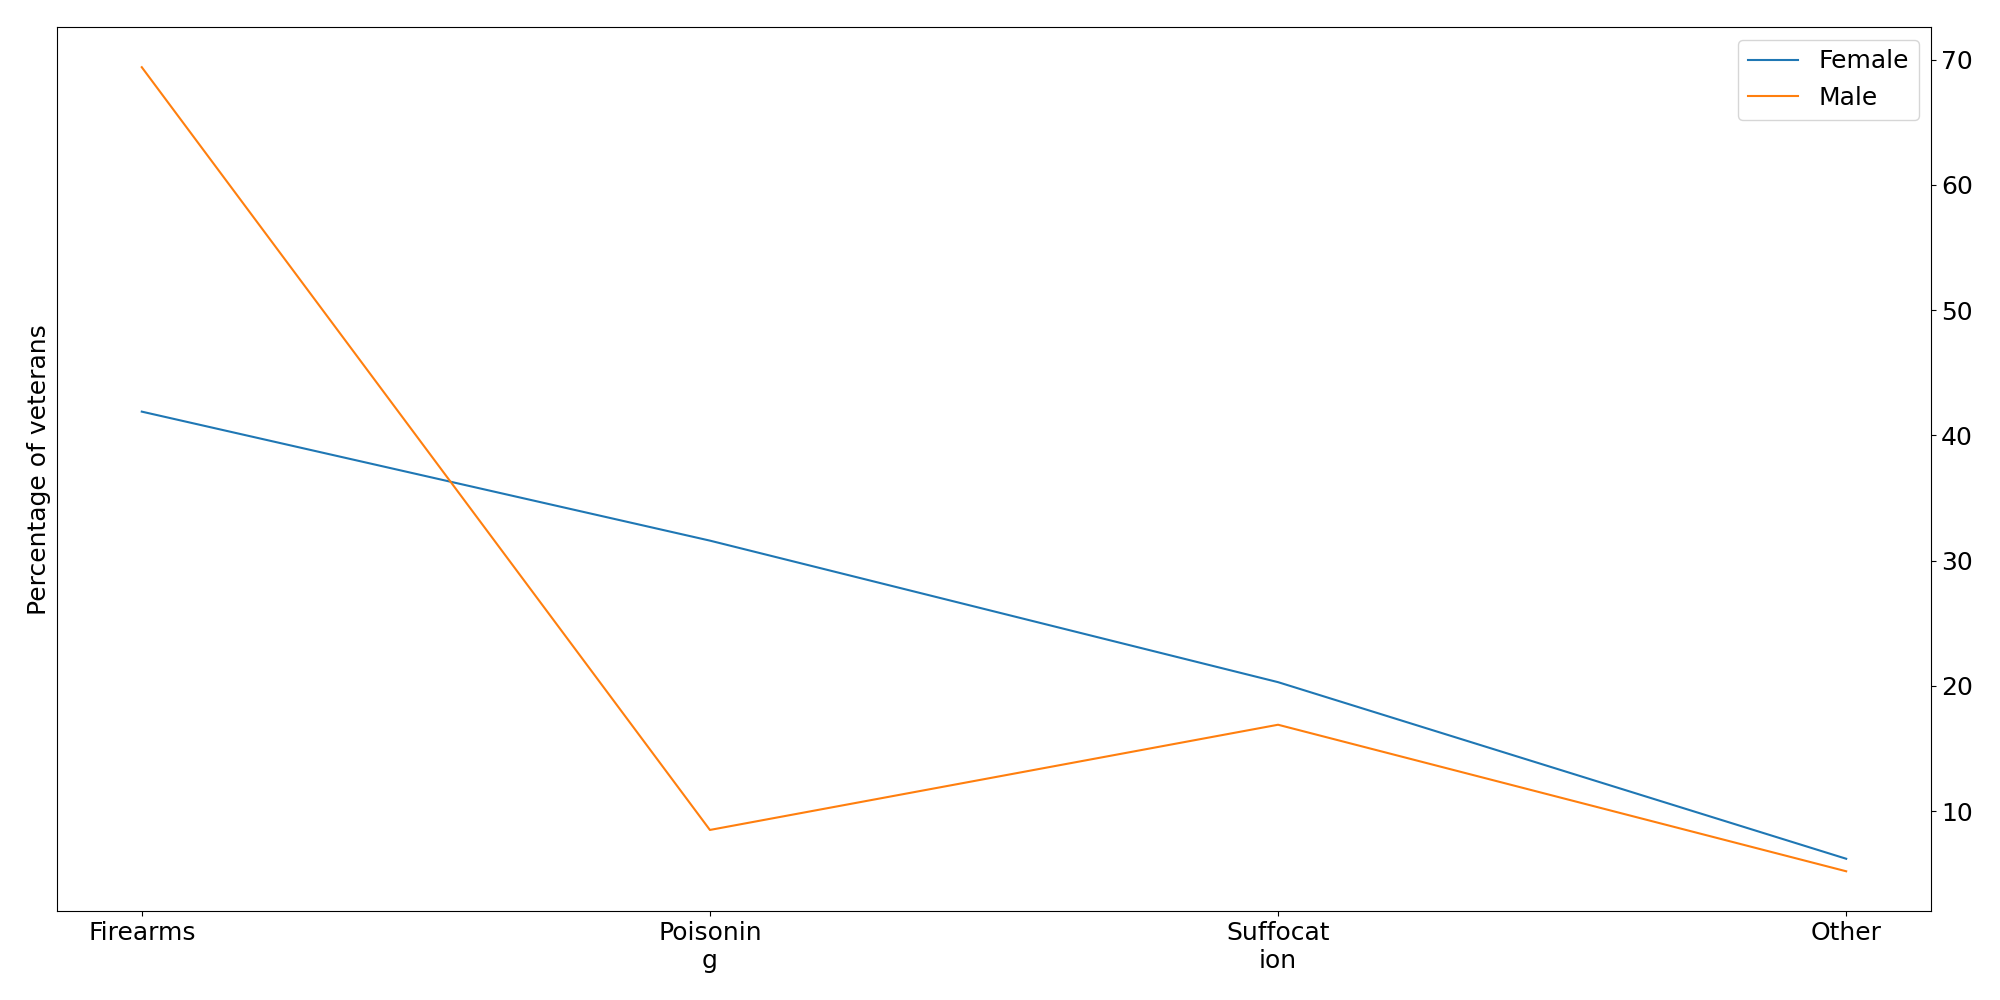 Percentage of veterans
Female
Male
70
60
50
40
30
20
10
Firearms
Poisonin
g
Suffocat
ion
Other